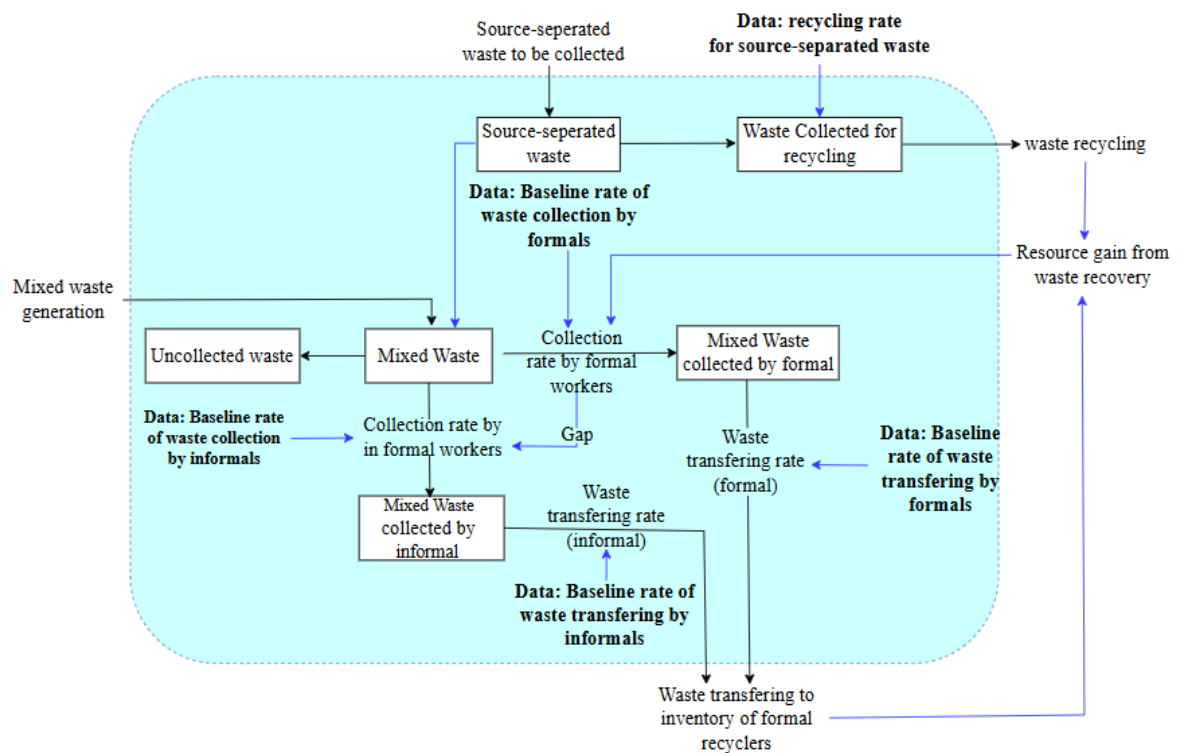 Source-seperated
waste to be collected
Data: recycling rate
for source-separated waste
Source-seperated
waste
Waste Collected for
recycling
waste recycling
Data: Baseline rate of
waste collection by
formals
Resource gain from
waste recovery
Mixed waste
generation
Uncollected waste
Mixed Waste
Collection
rate by formal
workers
Mixed Waste
collected by formal
Data: Baseline rate
of waste collection
by informals
Collection rate by
in formal workers
Gap
Waste
transfering rate
(formal)
Data: Baseline
rate of waste
transfering by
formals
Mixed Waste
collected by
informal
Waste
transfering rate
(informal)
Data: Baseline rate of
waste transfering by
informals
Waste transfering to
inventory of formal
recyclers